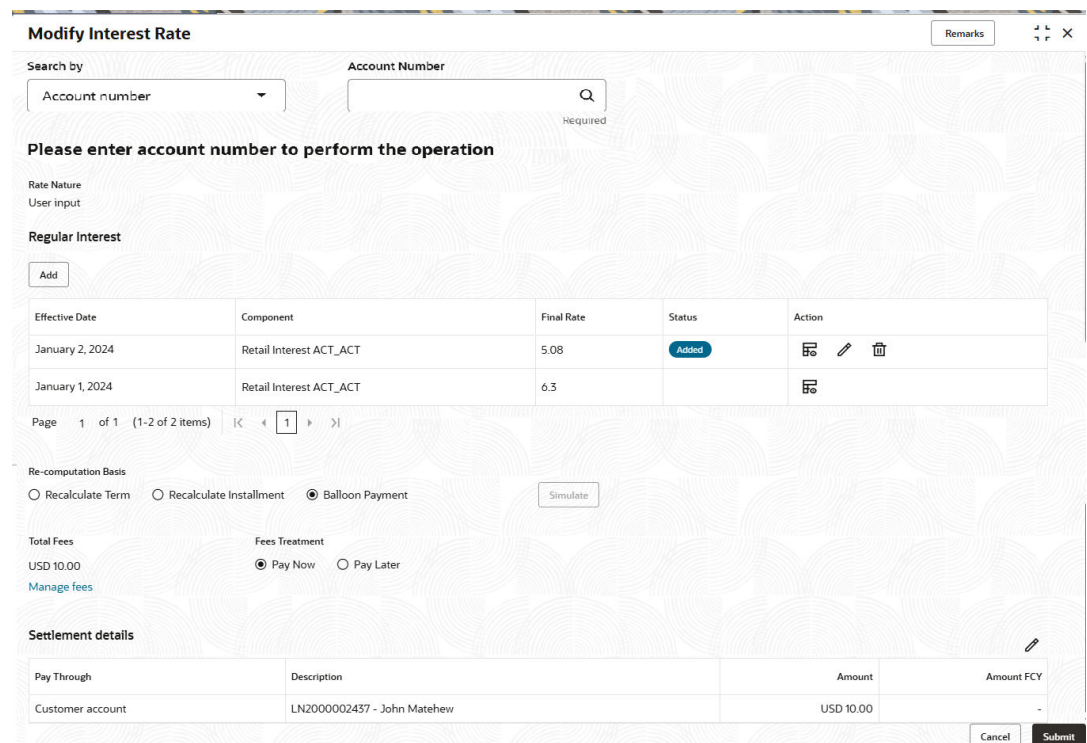 Modify Interest Rate
Remarks
Search by
Account Number
Account number
Required
Please enter account number to perform the operation
Rate Nature
User input
Regular Interest
Add
Effective Date Component Final Rate Status Action
January 2, 2024 Retail Interest ACT_ACT 5.08 Added
January 1, 2024 Retail Interest ACT_ACT 6.3
Page 1 of 1 (1-2 of 2 items) 1
Re-computation Basis
Recalculate Term Recalculate Installment Balloon Payment Simulate
Total Fees Fees Treatment
USD 10.00 Pay Now Pay Later
Manage fees
Settlement details
Pay Through Description Amount Amount FCY
Customer account LN2000002437 - John Matehew USD 10.00 -
Cancel Submit